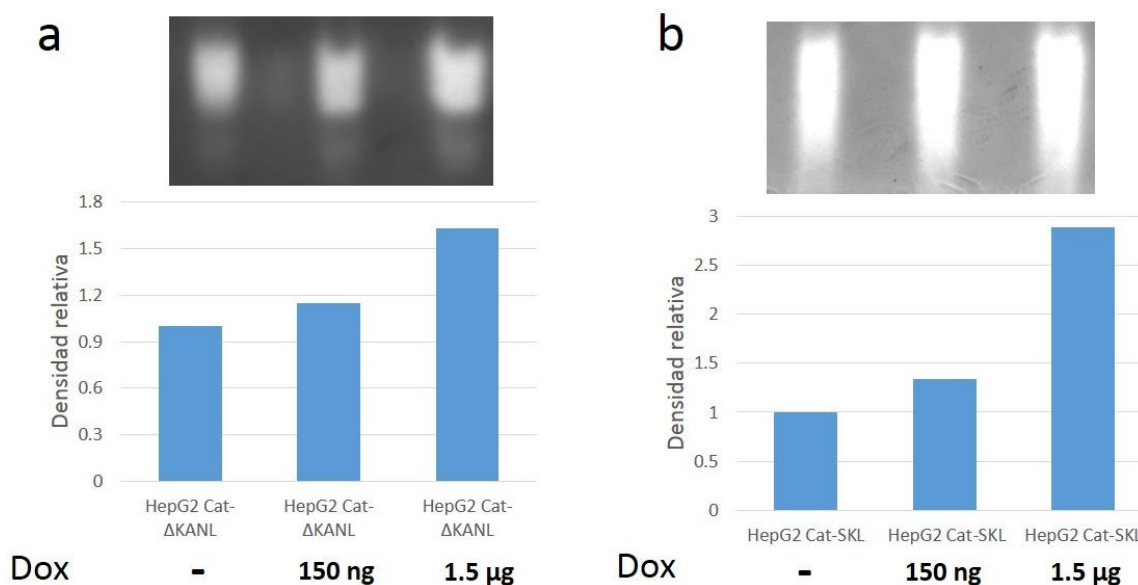 a
1.8
1.5
1.2
0.9
0.6
0.3
0
Densidad relativa
HepG2 Cat-
ΔKANL
HepG2 Cat-
ΔKANL
HepG2 Cat-
ΔKANL
Dox - 150 ng 1.5 µg
b
3
2.5
2
1.5
1
0.5
0
Densidad relativa
HepG2 Cat-SKL HepG2 Cat-SKL HepG2 Cat-SKL
Dox - 150 ng 1.5 µg